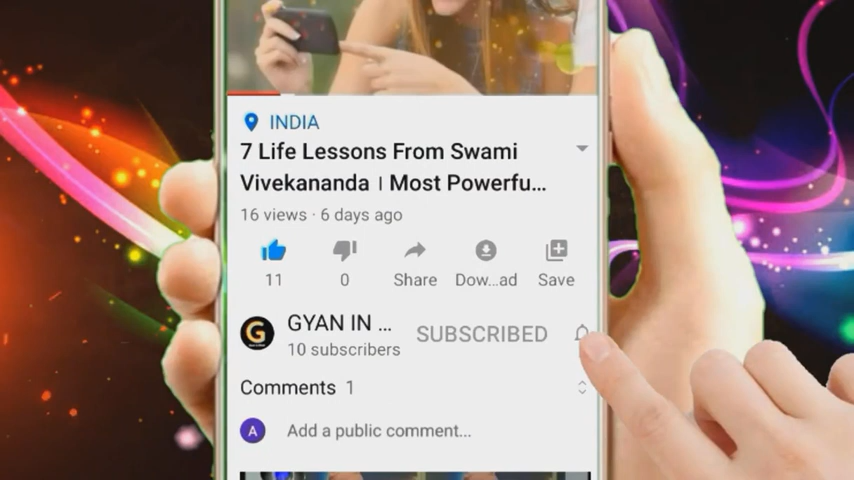 INDIA
7 Life Lessons From Swami
Vivekananda । Most Powerfu...
16 views · 6 days ago
11
0
Share
Dow...ad
Save
G
GYAN IN ...
SUBSCRIBED
10 subscribers
Comments 1
A
Add a public comment...